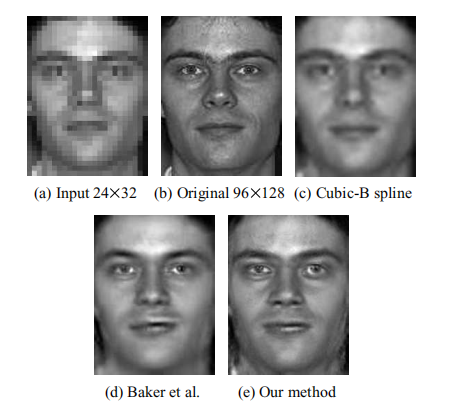 (a) Input 24×32 (b) Original 96×128 (c) Cubic-B spline
(d) Baker et al. (e) Our method